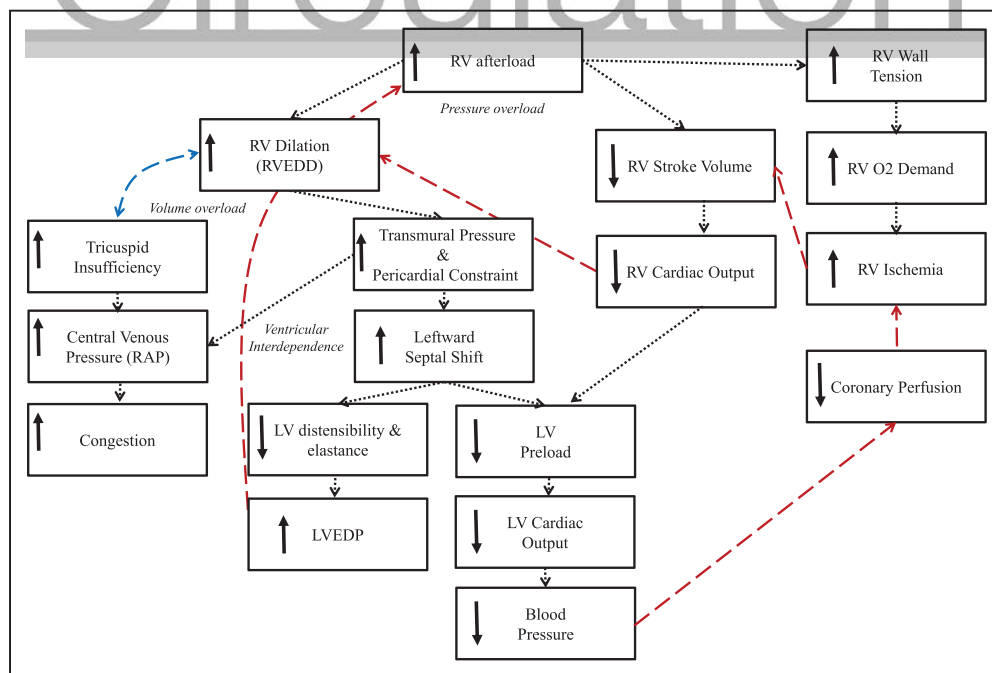 Circulation
RV afterload
RV Wall
Tension
Pressure overload
RV Dilation
(RVEDD)
RV Stroke Volume
RV O2 Demand
Volume overload
Tricuspid
Insufficiency
Transmural Pressure
&
Pericardial Constraint
RV Cardiac Output
RV Ischemia
Central Venous
Pressure (RAP)
Ventricular
Interdependence
Leftward
Septal Shift
Coronary Perfusion
Congestion
LV distensibility &
elastance
LV
Preload
LVEDP
LV Cardiac
Output
Blood
Pressure